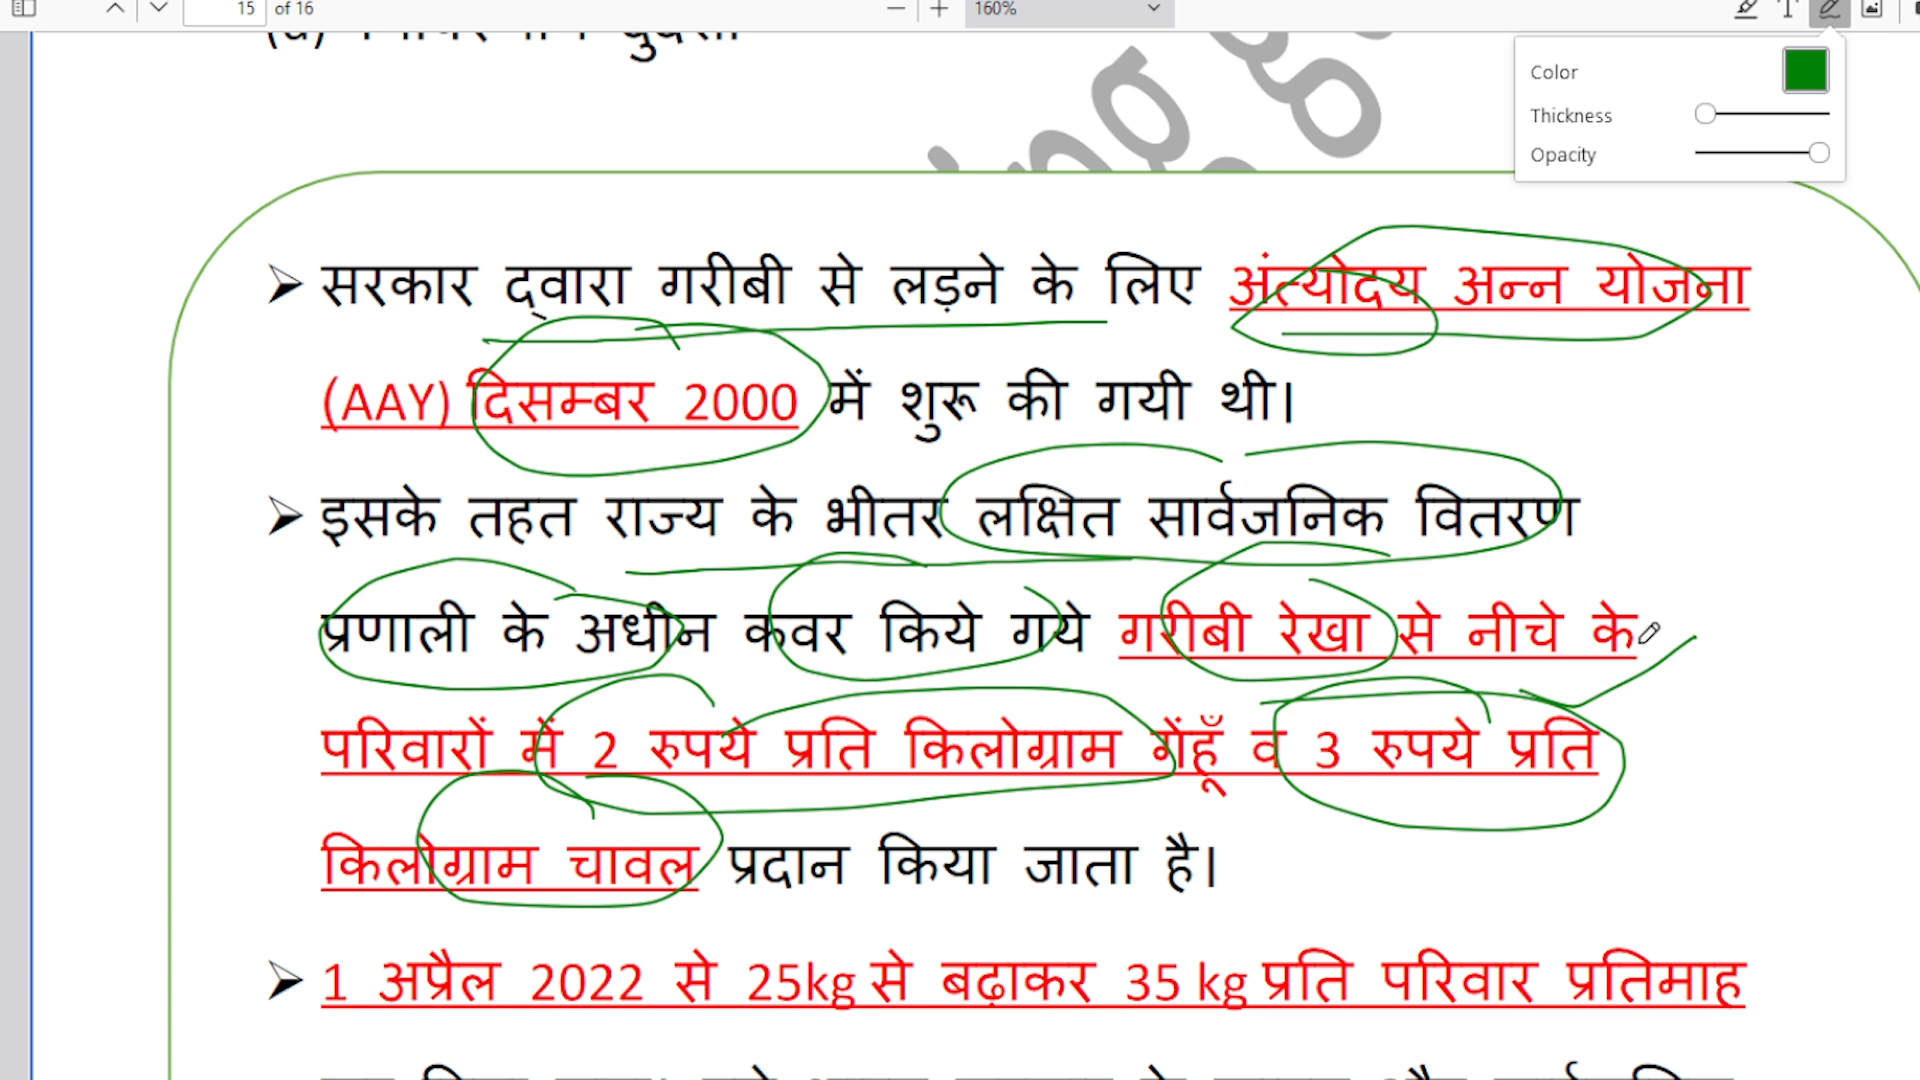 15 of 16
160%
Color
Thickness
Opacity
ing
➢ सरकार द्वारा गरीबी से लड़ने के लिए अंत्योदय अन्न योजना
(AAY) दिसम्बर 2000 में शुरू की गयी थी।
➢ इसके तहत राज्य के भीतर लक्षित सार्वजनिक वितरण
प्रणाली के अधीन कवर किये गये गरीबी रेखा से नीचे के
परिवारों में 2 रुपये प्रति किलोग्राम गेंहूँ व 3 रुपये प्रति
किलोग्राम चावल प्रदान किया जाता है।
➢ 1 अप्रैल 2022 से 25kg से बढ़ाकर 35 kg प्रति परिवार प्रतिमाह